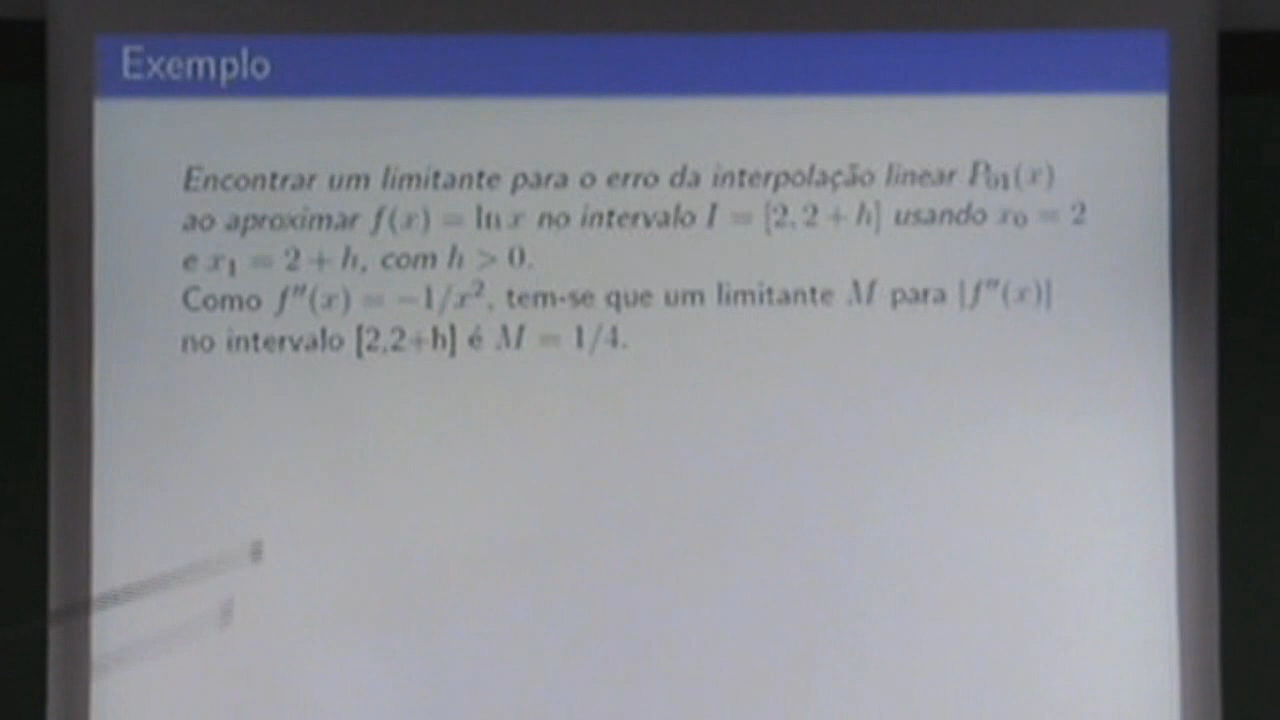 Exemplo
Encontrar um limitante para o erro da interpolação linear P₀₁(x)
ao aproximar f(x) = ln x no intervalo I = [2, 2 + h] usando x₀ = 2
e x₁ = 2 + h, com h > 0.
Como f″(x) = −1/x², tem-se que um limitante M para |f″(x)|
no intervalo [2,2+h] é M = 1/4.